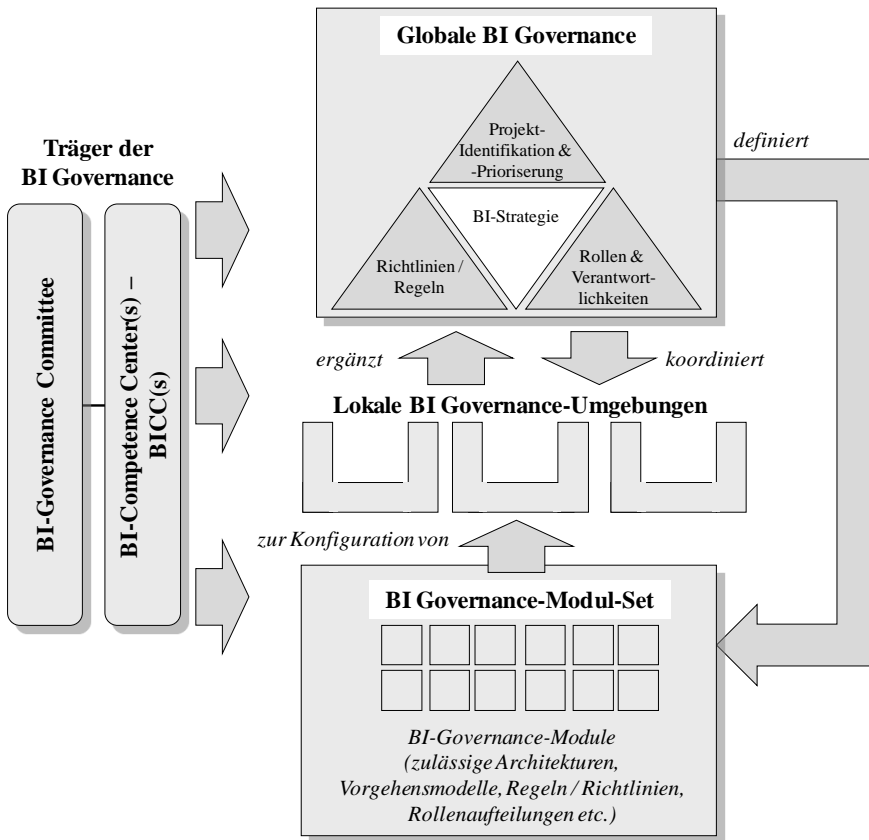 Globale BI Governance
Projekt-
Identifikation &
-Prioriserung
BI-Strategie
Richtlinien /
Regeln
Rollen &
Verantwort-
lichkeiten
definiert
Träger der
BI Governance
BI-Governance Committee
BI-Competence Center(s) –
BICC(s)
ergänzt
koordiniert
Lokale BI Governance-Umgebungen
zur Konfiguration von
BI Governance-Modul-Set
BI-Governance-Module
(zulässige Architekturen,
Vorgehensmodelle, Regeln / Richtlinien,
Rollenaufteilungen etc.)